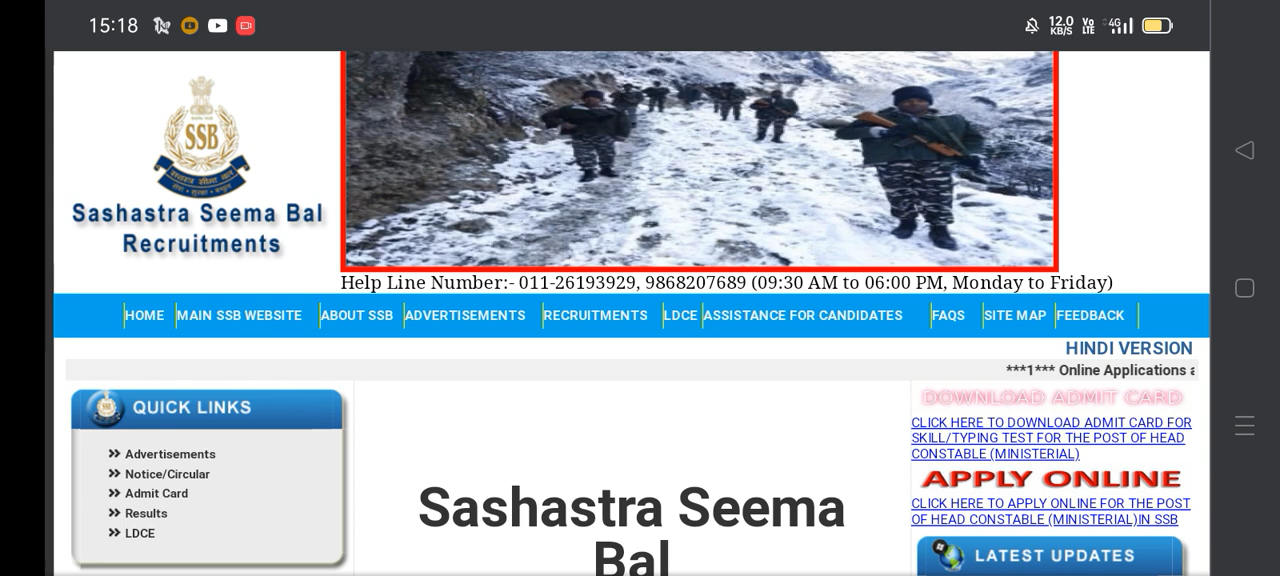 15:18
12.0
KB/S
Vo
LTE
4G
SSB
Sashastra Seema Bal
Recruitments
Help Line Number:- 011-26193929, 9868207689 (09:30 AM to 06:00 PM, Monday to Friday)
HOME MAIN SSB WEBSITE ABOUT SSB ADVERTISEMENTS RECRUITMENTS LDCE ASSISTANCE FOR CANDIDATES FAQS SITE MAP FEEDBACK
HINDI VERSION
***1*** Online Applications a
QUICK LINKS
Advertisements
Notice/Circular
Admit Card
Results
LDCE
Sashastra Seema
Bal
DOWNLOAD ADMIT CARD
CLICK HERE TO DOWNLOAD ADMIT CARD FOR
SKILL/TYPING TEST FOR THE POST OF HEAD
CONSTABLE (MINISTERIAL)
APPLY ONLINE
CLICK HERE TO APPLY ONLINE FOR THE POST
OF HEAD CONSTABLE (MINISTERIAL)IN SSB
LATEST UPDATES